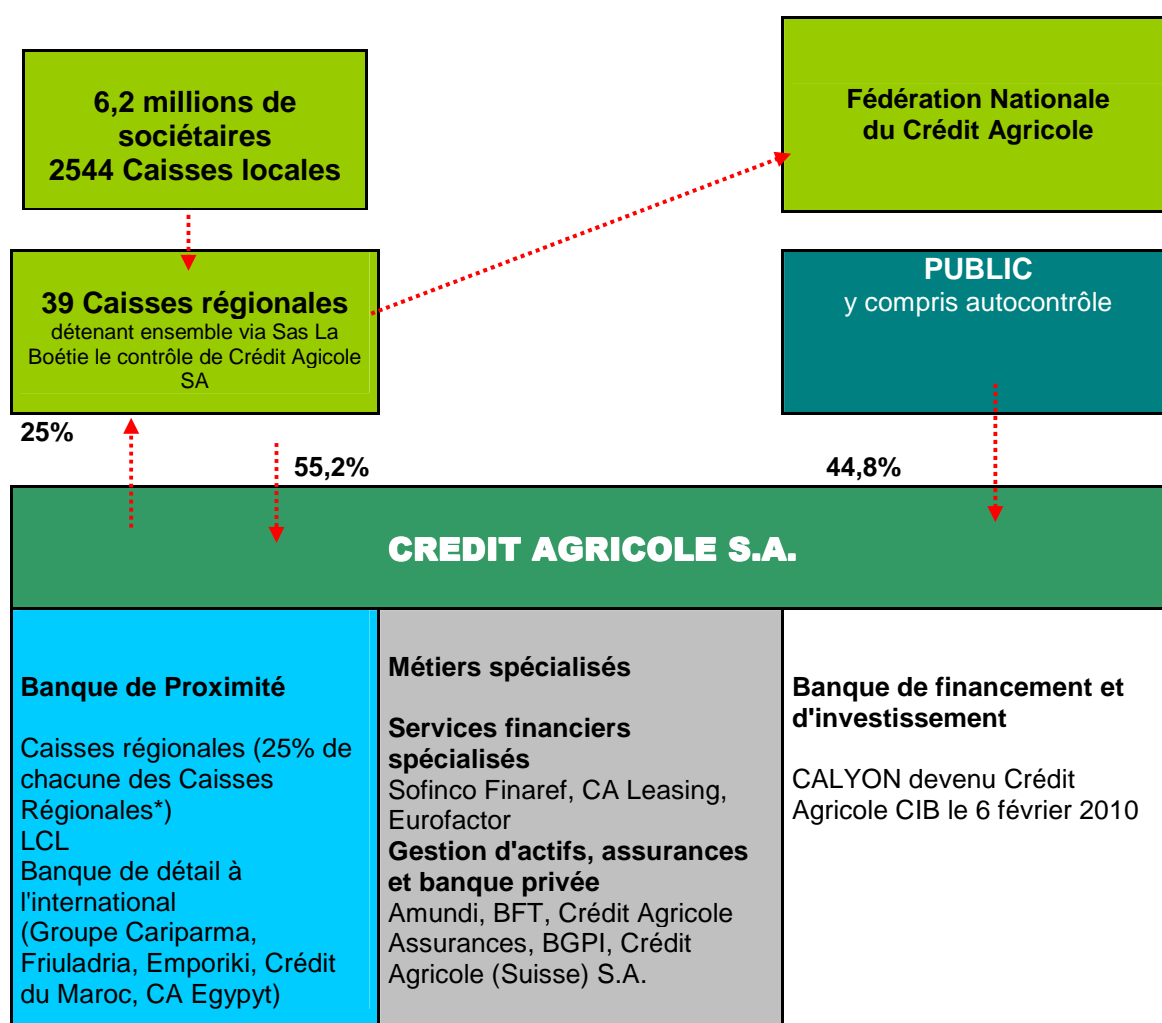 6,2 millions de
sociétaires
2544 Caisses locales
Fédération Nationale
du Crédit Agricole
39 Caisses régionales
détenant ensemble via Sas La
Boétie le contrôle de Crédit Agicole
SA
PUBLIC
y compris autocontrôle
25%
55,2%
44,8%
CREDIT AGRICOLE S.A.
Banque de Proximité
Caisses régionales (25% de
chacune des Caisses
Régionales*)
LCL
Banque de détail à
l'international
(Groupe Cariparma,
Friuladria, Emporiki, Crédit
du Maroc, CA Egypyt)
Métiers spécialisés
Services financiers
spécialisés
Sofinco Finaref, CA Leasing,
Eurofactor
Gestion d'actifs, assurances
et banque privée
Amundi, BFT, Crédit Agricole
Assurances, BGPI, Crédit
Agricole (Suisse) S.A.
Banque de financement et
d'investissement
CALYON devenu Crédit
Agricole CIB le 6 février 2010